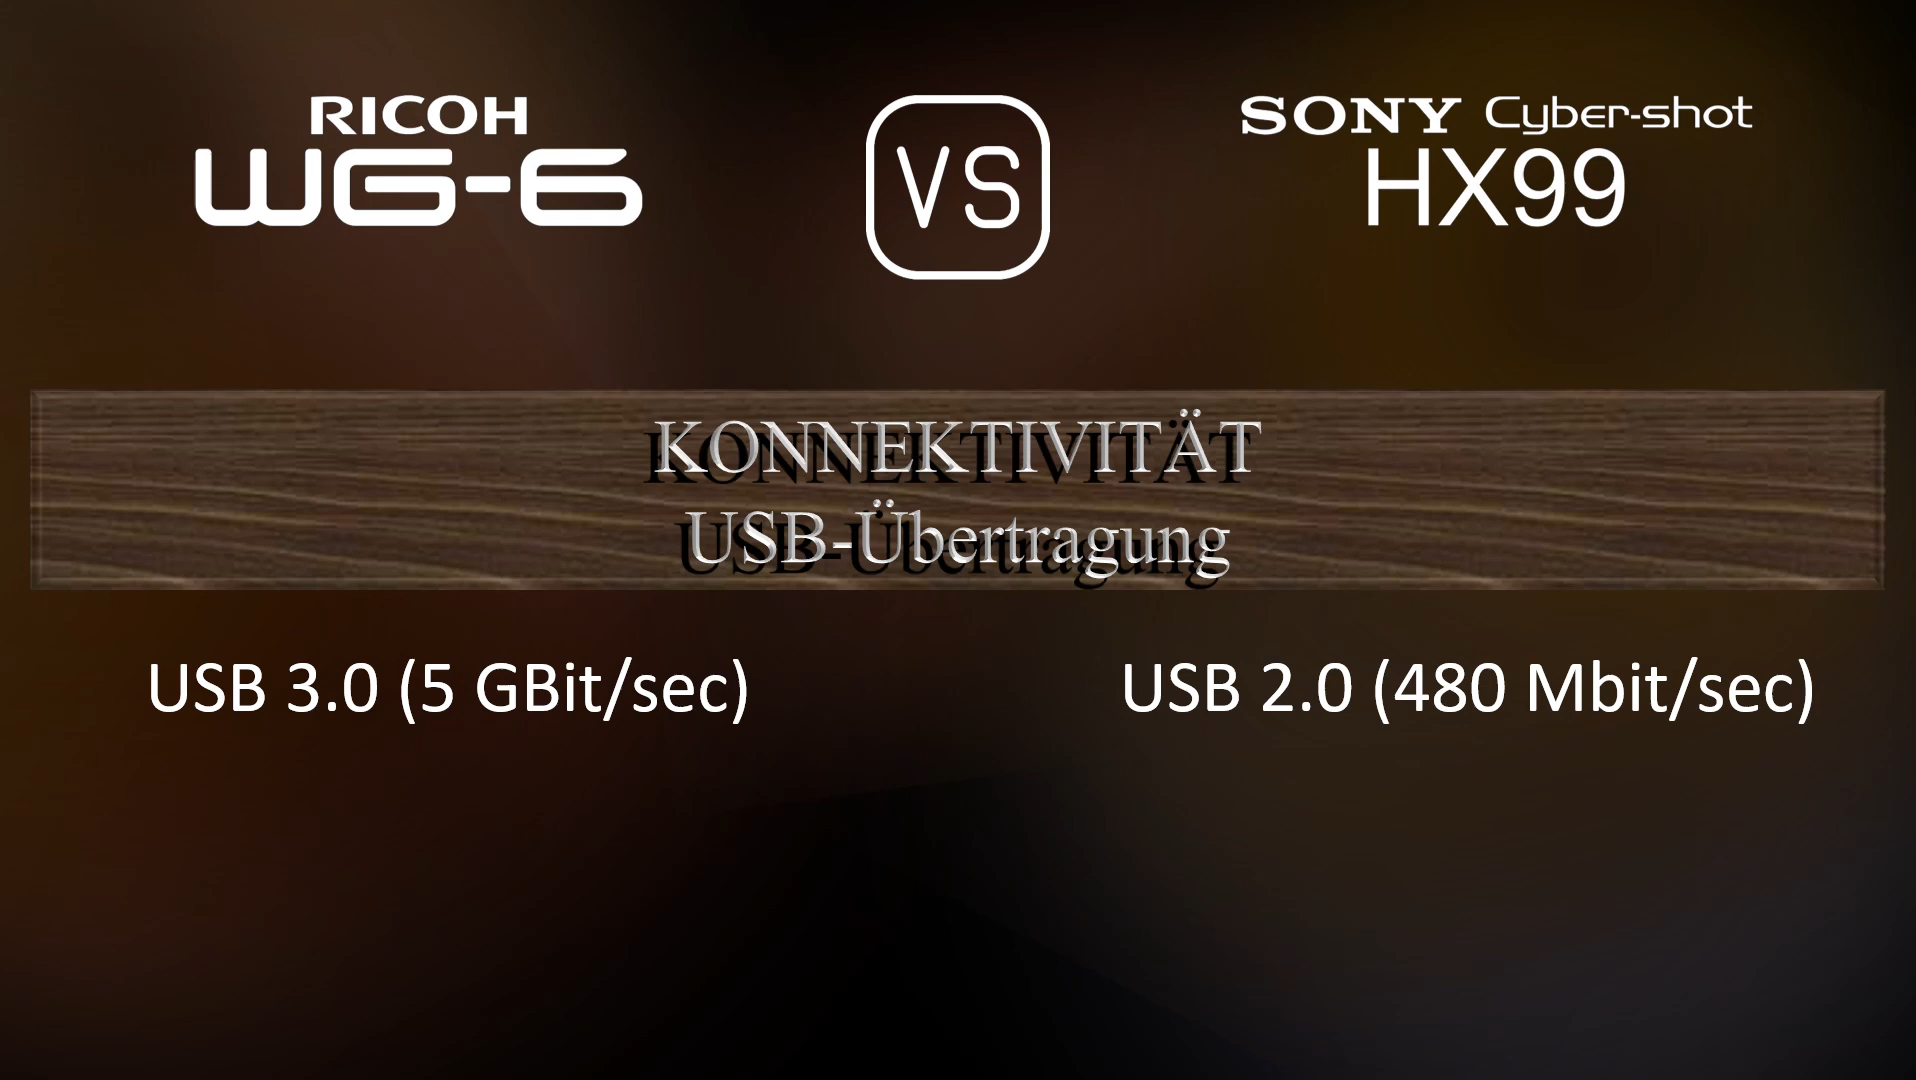 RICOH
WG-6
VS
SONY Cyber-shot
HX99
KONNEKTIVITÄT
USB-Übertragung
USB 3.0 (5 GBit/sec)
USB 2.0 (480 Mbit/sec)